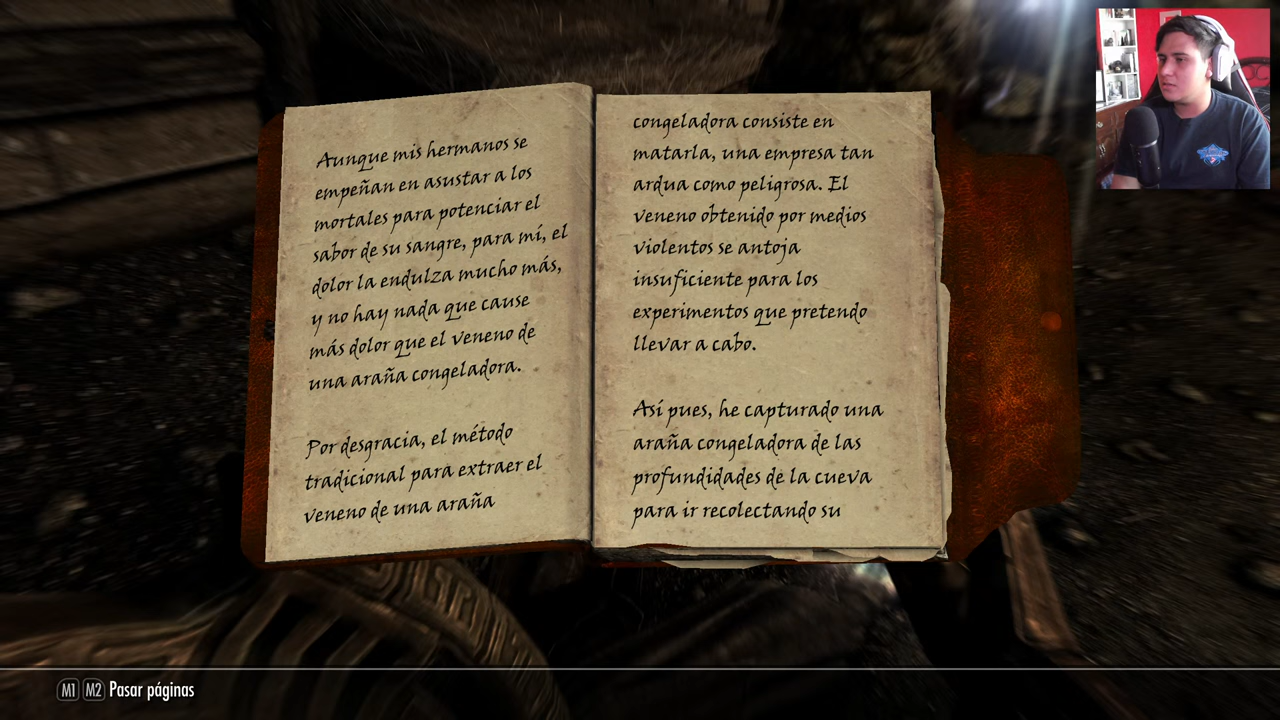 Aunque mis hermanos se
empeñan en asustar a los
mortales para potenciar el
sabor de su sangre, para mí, el
dolor la endulza mucho más,
y no hay nada que cause
más dolor que el veneno de
una araña congeladora.
Por desgracia, el método
tradicional para extraer el
veneno de una araña
congeladora consiste en
matarla, una empresa tan
ardua como peligrosa. El
veneno obtenido por medios
violentos se antoja
insuficiente para los
experimentos que pretendo
llevar a cabo.
Así pues, he capturado una
araña congeladora de las
profundidades de la cueva
para ir recolectando su
M1 M2 Pasar páginas